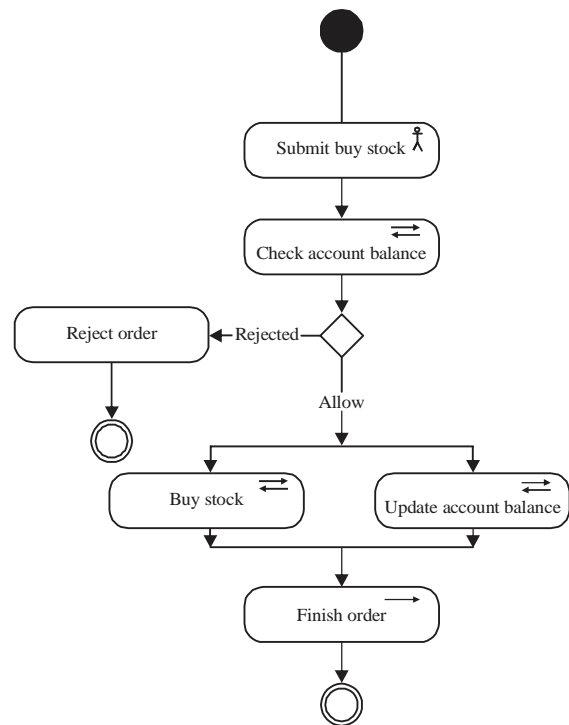 Submit buy stock
Check account balance
Reject order
Rejected
Allow
Buy stock
Update account balance
Finish order